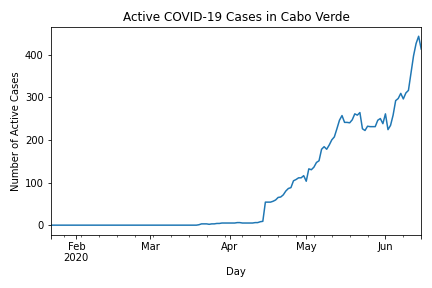 Active COVID-19 Cases in Cabo Verde
Number of Active Cases
400
300
200
100
0
Feb
2020
Mar
Apr
May
Jun
Day